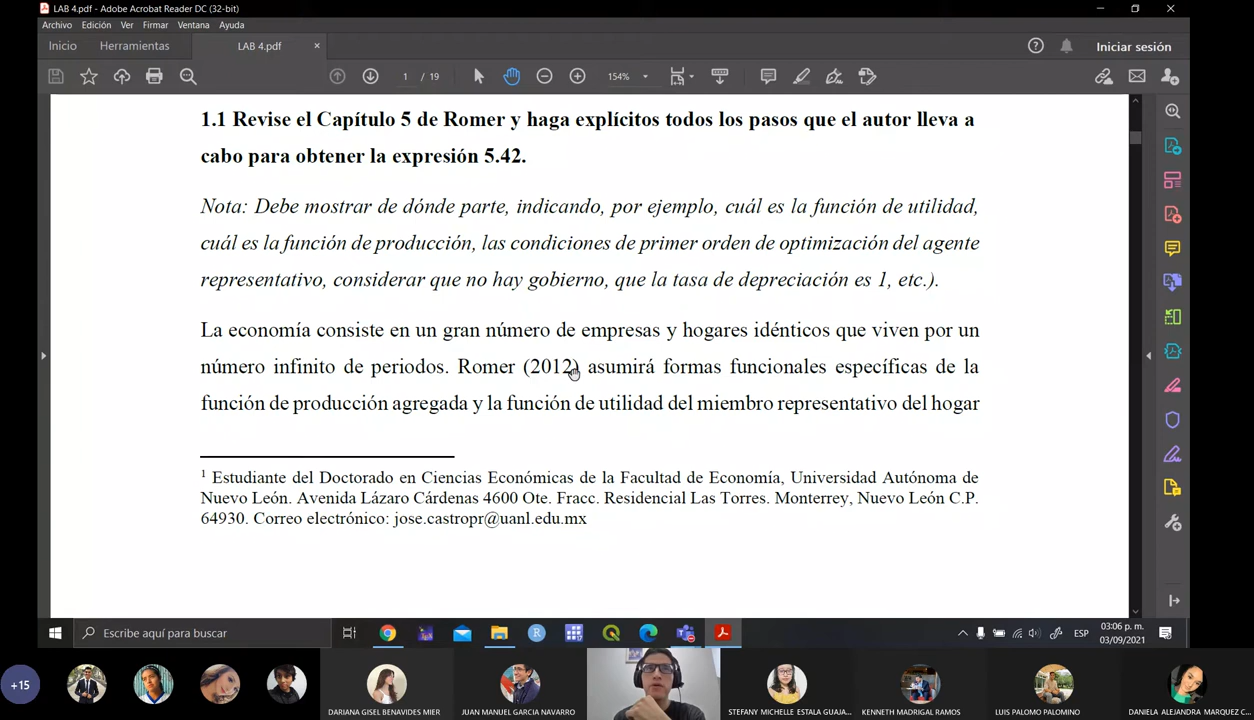 LAB 4.pdf - Adobe Acrobat Reader DC (32-bit)
Archivo Edición Ver Firmar Ventana Ayuda
Inicio Herramientas LAB 4.pdf × Iniciar sesión
1 / 19 154%
1.1 Revise el Capítulo 5 de Romer y haga explícitos todos los pasos que el autor lleva a
cabo para obtener la expresión 5.42.
Nota: Debe mostrar de dónde parte, indicando, por ejemplo, cuál es la función de utilidad,
cuál es la función de producción, las condiciones de primer orden de optimización del agente
representativo, considerar que no hay gobierno, que la tasa de depreciación es 1, etc.).
La economía consiste en un gran número de empresas y hogares idénticos que viven por un
número infinito de periodos. Romer (2012) asumirá formas funcionales específicas de la
función de producción agregada y la función de utilidad del miembro representativo del hogar
1 Estudiante del Doctorado en Ciencias Económicas de la Facultad de Economía, Universidad Autónoma de
Nuevo León. Avenida Lázaro Cárdenas 4600 Ote. Fracc. Residencial Las Torres. Monterrey, Nuevo León C.P.
64930. Correo electrónico: jose.castropr@uanl.edu.mx
Escribe aquí para buscar
ESP
03:06 p. m.
03/09/2021
+15
DARIANA GISEL BENAVIDES MIER
JUAN MANUEL GARCIA NAVARRO
STEFANY MICHELLE ESTALA GUAJA...
KENNETH MADRIGAL RAMOS
LUIS PALOMO PALOMINO
DANIELA ALEJANDRA MARQUEZ C...